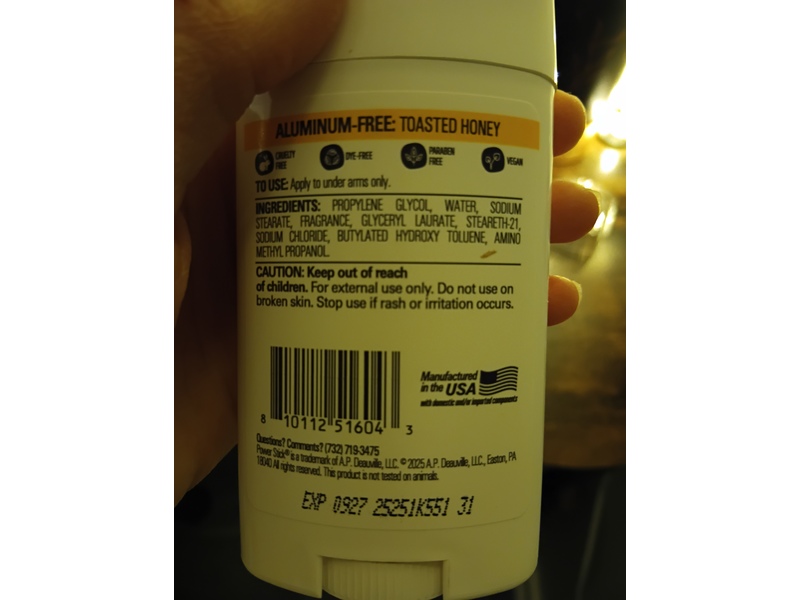 ALUMINUM-FREE: TOASTED HONEY
CRUELTY FREE
DYE-FREE
PARABEN FREE
VEGAN
TO USE: Apply to under arms only.
INGREDIENTS: PROPYLENE GLYCOL, WATER, SODIUM
STEARATE, FRAGRANCE, GLYCERYL LAURATE, STEARETH-21,
SODIUM CHLORIDE, BUTYLATED HYDROXY TOLUENE, AMINO
METHYL PROPANOL.
CAUTION: Keep out of reach
of children. For external use only. Do not use on
broken skin. Stop use if rash or irritation occurs.
Manufactured
in the USA
with domestic and/or imported components
8 10112 51604 3
Questions? Comments? (732) 719-3475
Power Stick® is a trademark of A.P. Deauville, LLC. © 2025 A.P. Deauville, LLC., Easton, PA
18040 All rights reserved. This product is not tested on animals.
EXP 0927 25251K551 31